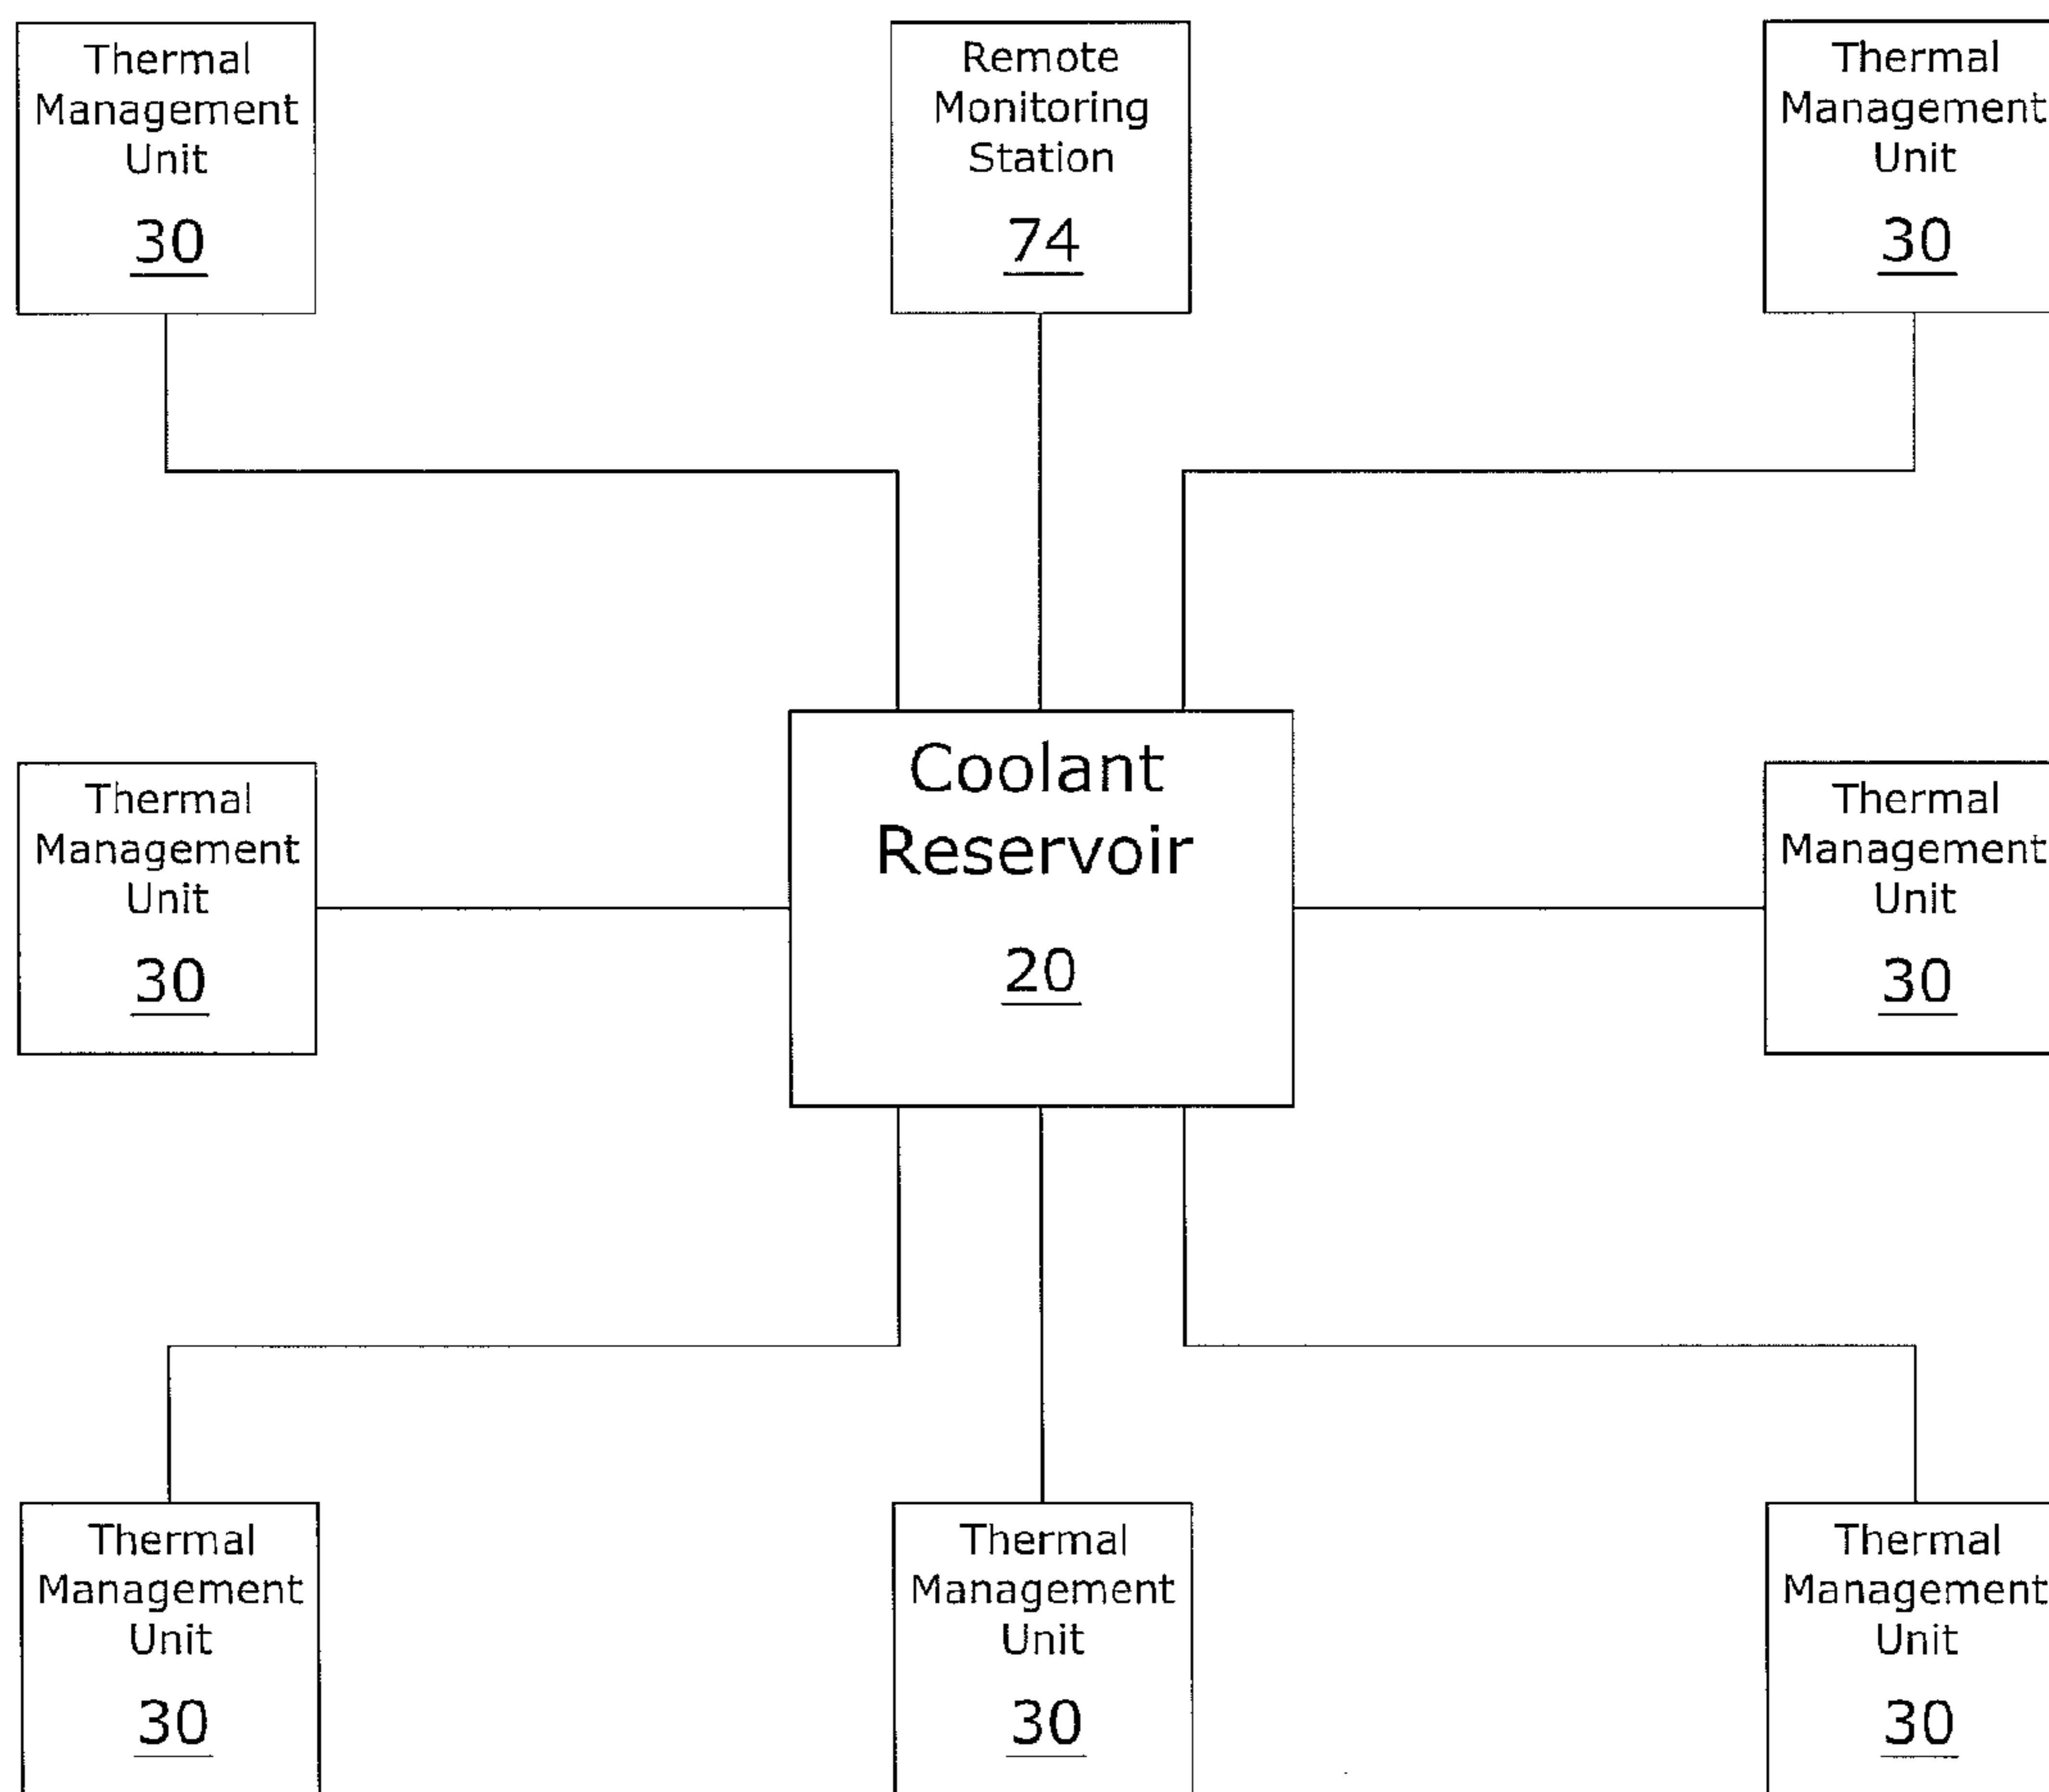 Thermal
Management
Unit
30
Remote
Monitoring
Station
74
Thermal
Management
Unit
30
Thermal
Management
Unit
30
Coolant
Reservoir
20
Thermal
Management
Unit
30
Thermal
Management
Unit
30
Thermal
Management
Unit
30
Thermal
Management
Unit
30